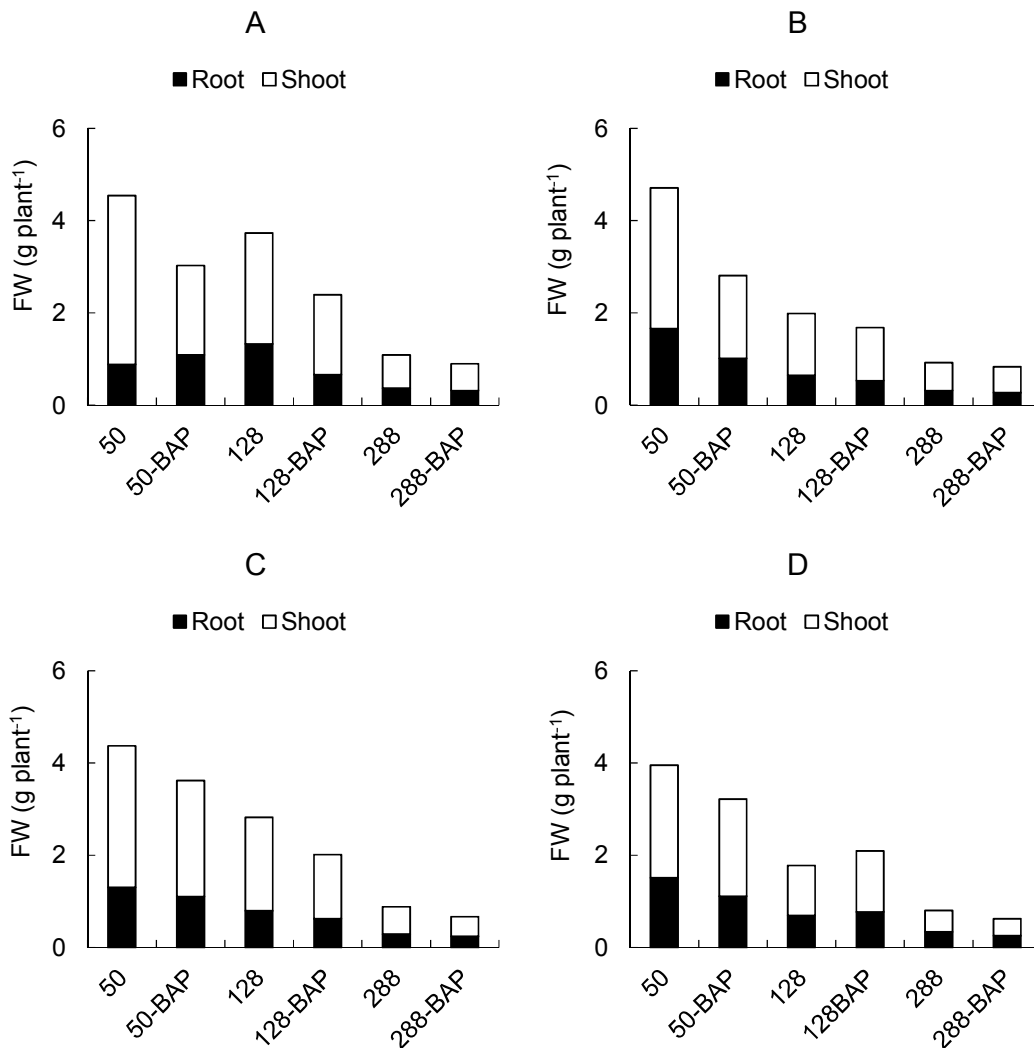 A
■ Root □ Shoot
FW (g plant⁻¹)
6
4
2
0
50
50-BAP
128
128-BAP
288
288-BAP
B
■ Root □ Shoot
FW (g plant⁻¹)
6
4
2
0
50
50-BAP
128
128-BAP
288
288-BAP
C
■ Root □ Shoot
FW (g plant⁻¹)
6
4
2
0
50
50-BAP
128
128-BAP
288
288-BAP
D
■ Root □ Shoot
FW (g plant⁻¹)
6
4
2
0
50
50-BAP
128
128BAP
288
288-BAP